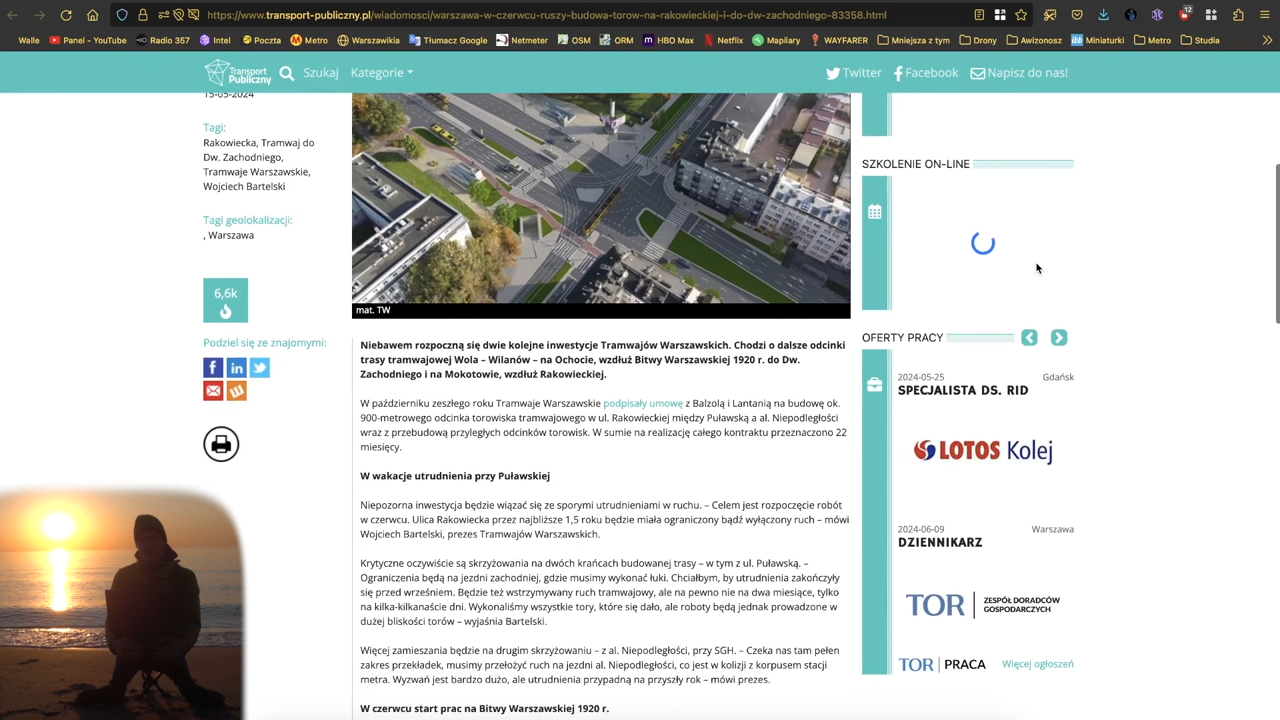 https://www.transport-publiczny.pl/wiadomosci/warszawa-w-czerwcu-ruszy-budowa-torow-na-rakowieckiej-i-do-dw-zachodniego-83358.html
12
Walle
Panel - YouTube
Radio 357
Intel
Poczta
Metro
Warszawikia
Tłumacz Google
Netmeter
OSM
ORM
HBO Max
Netflix
Mapilary
WAYFARER
Mniejsza z tym
Drony
Awizonosz
Miniaturki
Metro
Studia
Transport
Publiczny
Szukaj
Kategorie
Twitter
Facebook
Napisz do nas!
15-05-2024
Tagi:
Rakowiecka, Tramwaj do
Dw. Zachodniego,
Tramwaje Warszawskie,
Wojciech Bartelski
Tagi geolokalizacji:
, Warszawa
6,6k
Podziel się ze znajomymi:
mat. TW
Niebawem rozpoczną się dwie kolejne inwestycje Tramwajów Warszawskich. Chodzi o dalsze odcinki
trasy tramwajowej Wola – Wilanów – na Ochocie, wzdłuż Bitwy Warszawskiej 1920 r. do Dw.
Zachodniego i na Mokotowie, wzdłuż Rakowieckiej.
W październiku zeszłego roku Tramwaje Warszawskie podpisały umowę z Balzolą i Lantanią na budowę ok.
900-metrowego odcinka torowiska tramwajowego w ul. Rakowieckiej między Puławską a al. Niepodległości
wraz z przebudową przyległych odcinków torowisk. W sumie na realizację całego kontraktu przeznaczono 22
miesięcy.
W wakacje utrudnienia przy Puławskiej
Niepozorna inwestycja będzie wiązać się ze sporymi utrudnieniami w ruchu. – Celem jest rozpoczęcie robót
w czerwcu. Ulica Rakowiecka przez najbliższe 1,5 roku będzie miała ograniczony bądź wyłączony ruch – mówi
Wojciech Bartelski, prezes Tramwajów Warszawskich.
Krytyczne oczywiście są skrzyżowania na dwóch krańcach budowanej trasy – w tym z ul. Puławską. –
Ograniczenia będą na jezdni zachodniej, gdzie musimy wykonać łuki. Chciałbym, by utrudnienia zakończyły
się przed wrześniem. Będzie też wstrzymywany ruch tramwajowy, ale na pewno nie na dwa miesiące, tylko
na kilka-kilkanaście dni. Wykonaliśmy wszystkie tory, które się dało, ale roboty będą jednak prowadzone w
dużej bliskości torów – wyjaśnia Bartelski.
Więcej zamieszania będzie na drugim skrzyżowaniu – z al. Niepodległości, przy SGH. – Czeka nas tam pełen
zakres przekładek, musimy przełożyć ruch na jezdni al. Niepodległości, co jest w kolizji z korpusem stacji
metra. Wyzwań jest bardzo dużo, ale utrudnienia przypadną na przyszły rok – mówi prezes.
W czerwcu start prac na Bitwy Warszawskiej 1920 r.
SZKOLENIE ON-LINE
OFERTY PRACY
2024-05-25
Gdańsk
SPECJALISTA DS. RID
LOTOS Kolej
2024-06-09
Warszawa
DZIENNIKARZ
TOR
ZESPÓŁ DORADCÓW
GOSPODARCZYCH
TOR PRACA
Więcej ogłoszeń